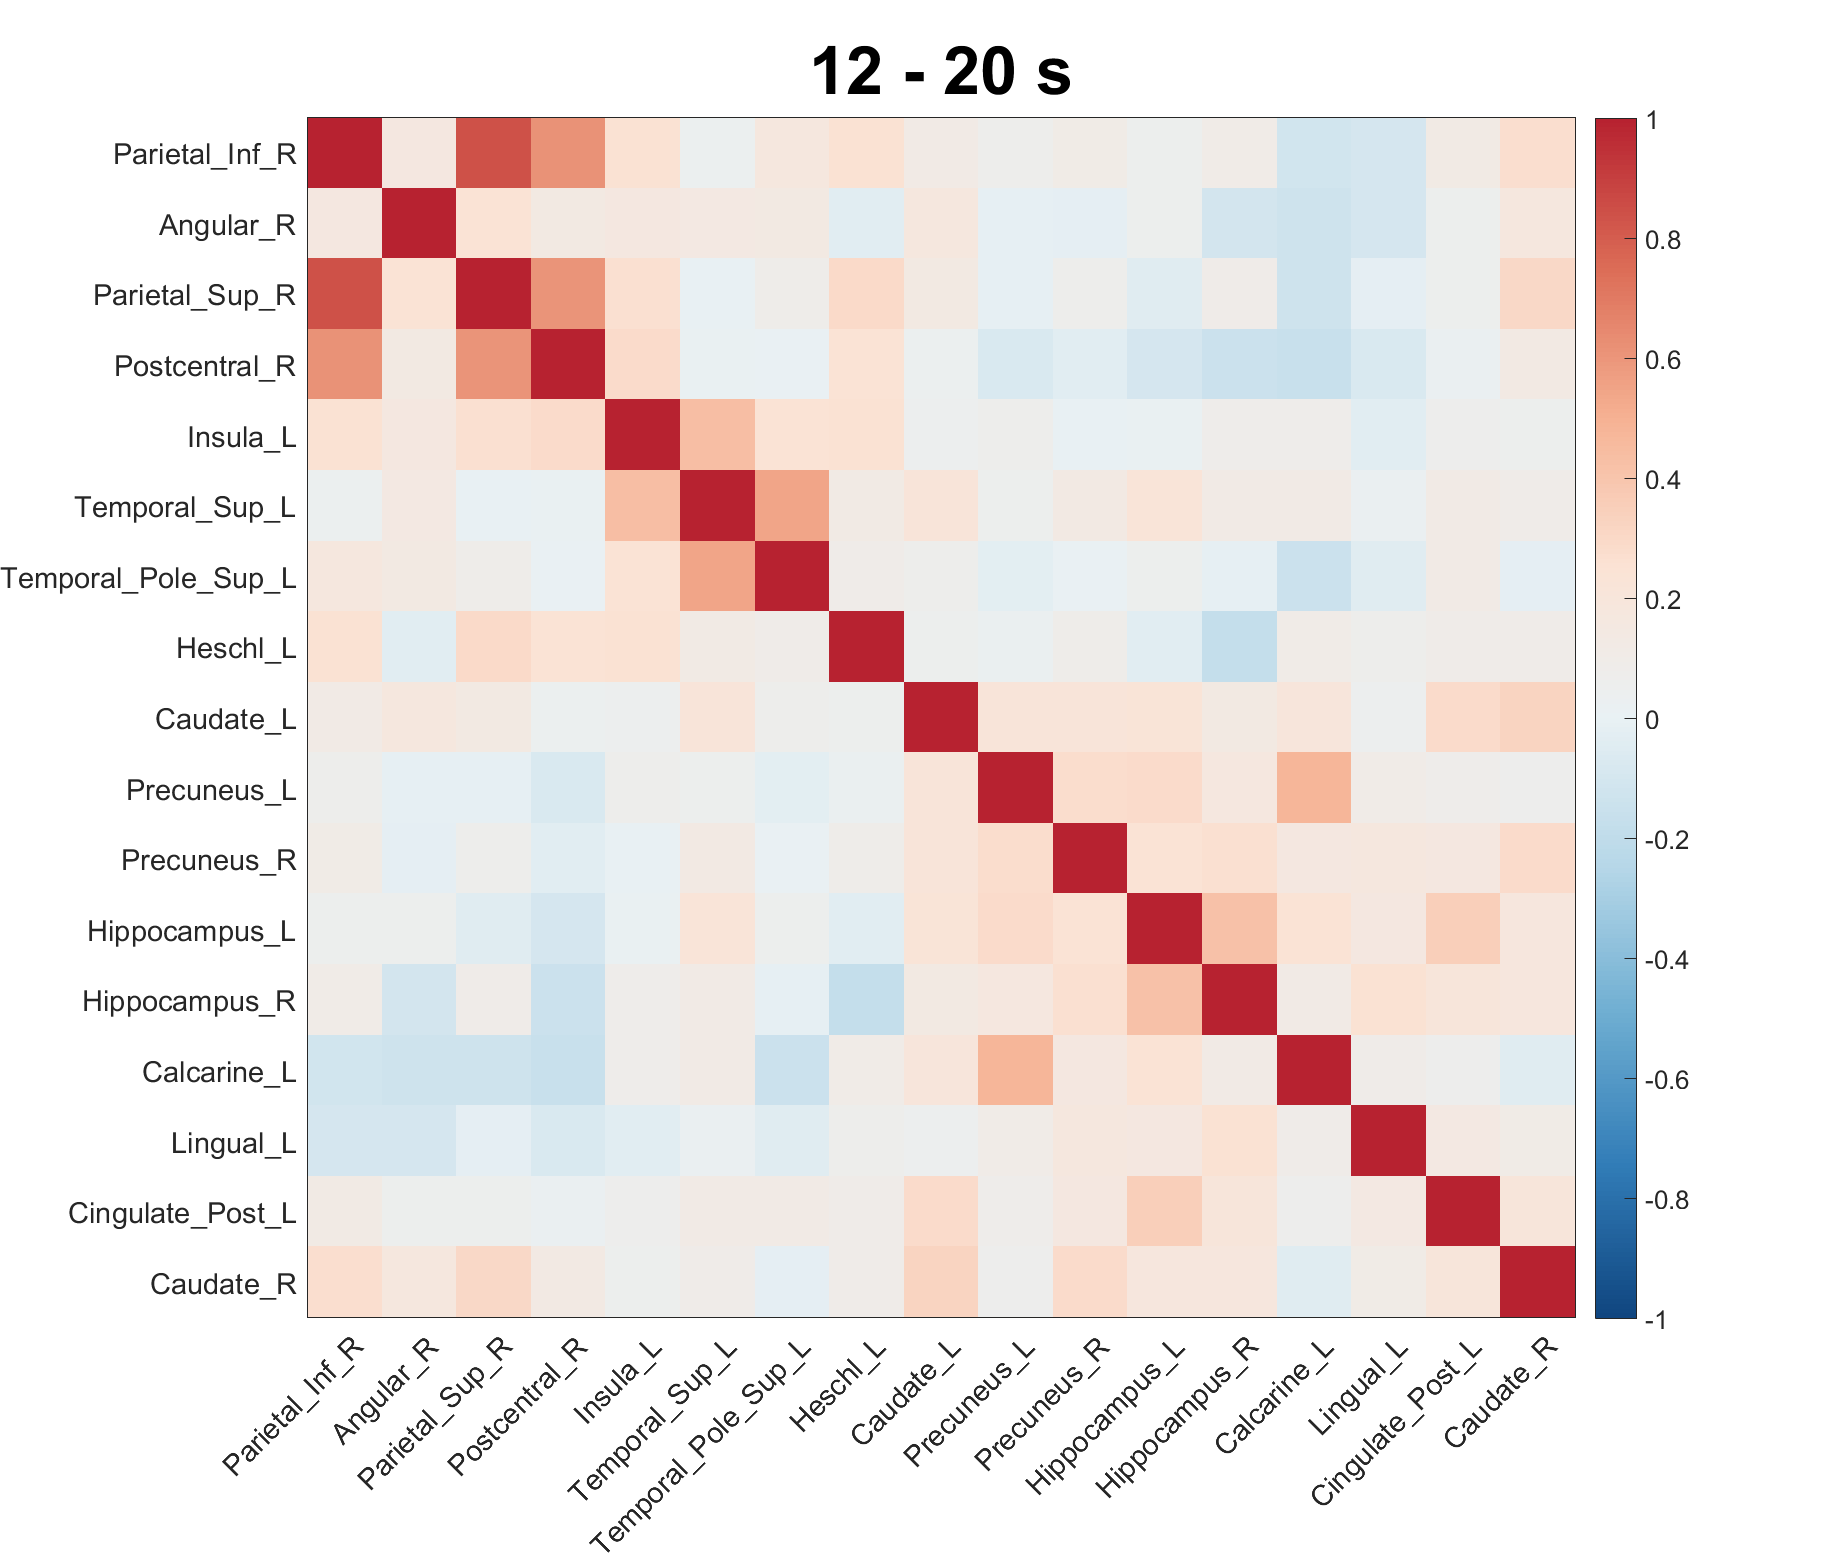 12 - 20 s
Parietal_Inf_R
Angular_R
Parietal_Sup_R
Postcentral_R
Insula_L
Temporal_Sup_L
Temporal_Pole_Sup_L
Heschl_L
Caudate_L
Precuneus_L
Precuneus_R
Hippocampus_L
Hippocampus_R
Calcarine_L
Lingual_L
Cingulate_Post_L
Caudate_R
Parietal_Inf_R
Angular_R
Parietal_Sup_R
Postcentral_R
Insula_L
Temporal_Sup_L
Temporal_Pole_Sup_L
Heschl_L
Caudate_L
Precuneus_L
Precuneus_R
Hippocampus_L
Hippocampus_R
Calcarine_L
Lingual_L
Cingulate_Post_L
Caudate_R
1
0.8
0.6
0.4
0.2
0
-0.2
-0.4
-0.6
-0.8
-1